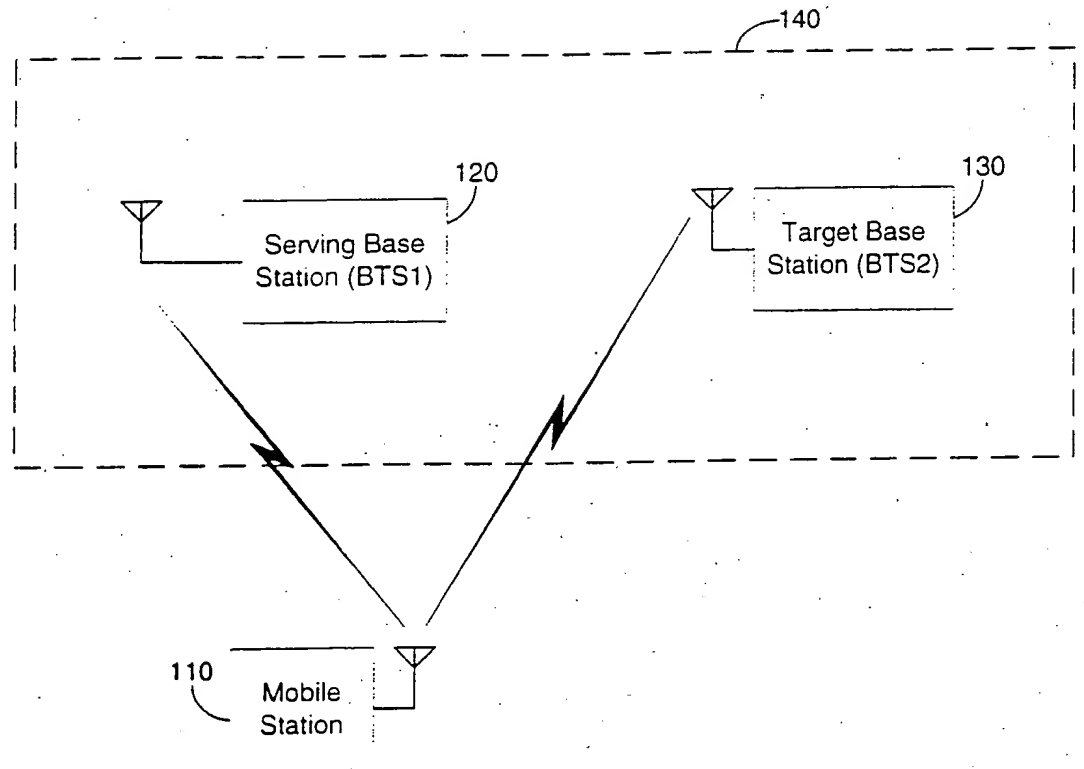 140
120
130
Serving Base
Station (BTS1)
Target Base
Station (BTS2)
110
Mobile
Station